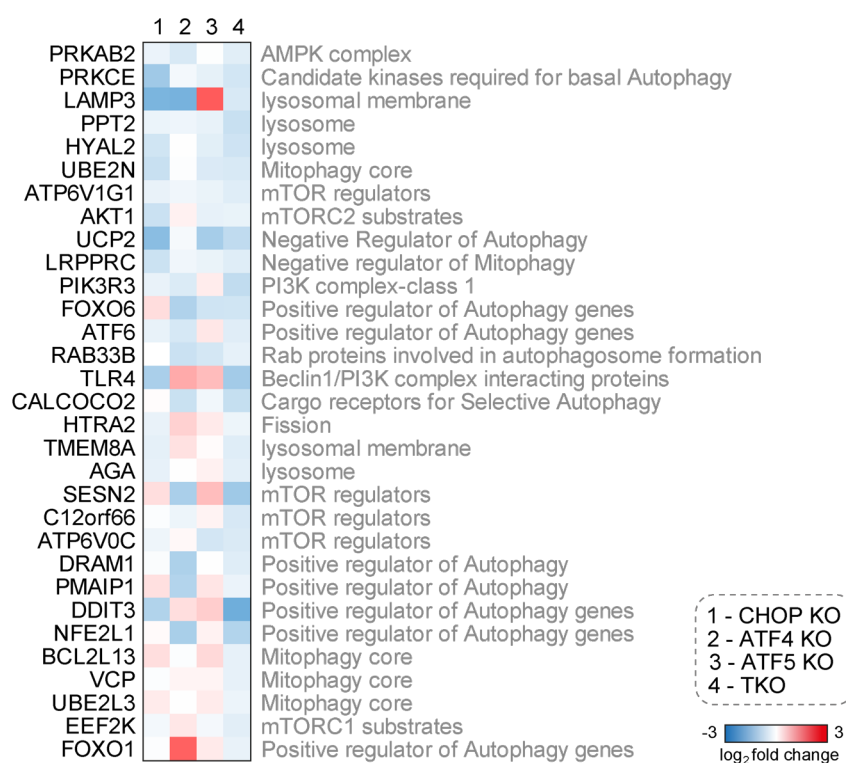 1 2 3 4
PRKAB2 AMPK complex
PRKCE Candidate kinases required for basal Autophagy
LAMP3 lysosomal membrane
PPT2 lysosome
HYAL2 lysosome
UBE2N Mitophagy core
ATP6V1G1 mTOR regulators
AKT1 mTORC2 substrates
UCP2 Negative Regulator of Autophagy
LRPPRC Negative regulator of Mitophagy
PIK3R3 PI3K complex-class 1
FOXO6 Positive regulator of Autophagy genes
ATF6 Positive regulator of Autophagy genes
RAB33B Rab proteins involved in autophagosome formation
TLR4 Beclin1/PI3K complex interacting proteins
CALCOCO2 Cargo receptors for Selective Autophagy
HTRA2 Fission
TMEM8A lysosomal membrane
AGA lysosome
SESN2 mTOR regulators
C12orf66 mTOR regulators
ATP6V0C mTOR regulators
DRAM1 Positive regulator of Autophagy
PMAIP1 Positive regulator of Autophagy
DDIT3 Positive regulator of Autophagy genes
NFE2L1 Positive regulator of Autophagy genes
BCL2L13 Mitophagy core
VCP Mitophagy core
UBE2L3 Mitophagy core
EEF2K mTORC1 substrates
FOXO1 Positive regulator of Autophagy genes
1 - CHOP KO
2 - ATF4 KO
3 - ATF5 KO
4 - TKO
-3 3
log₂ fold change